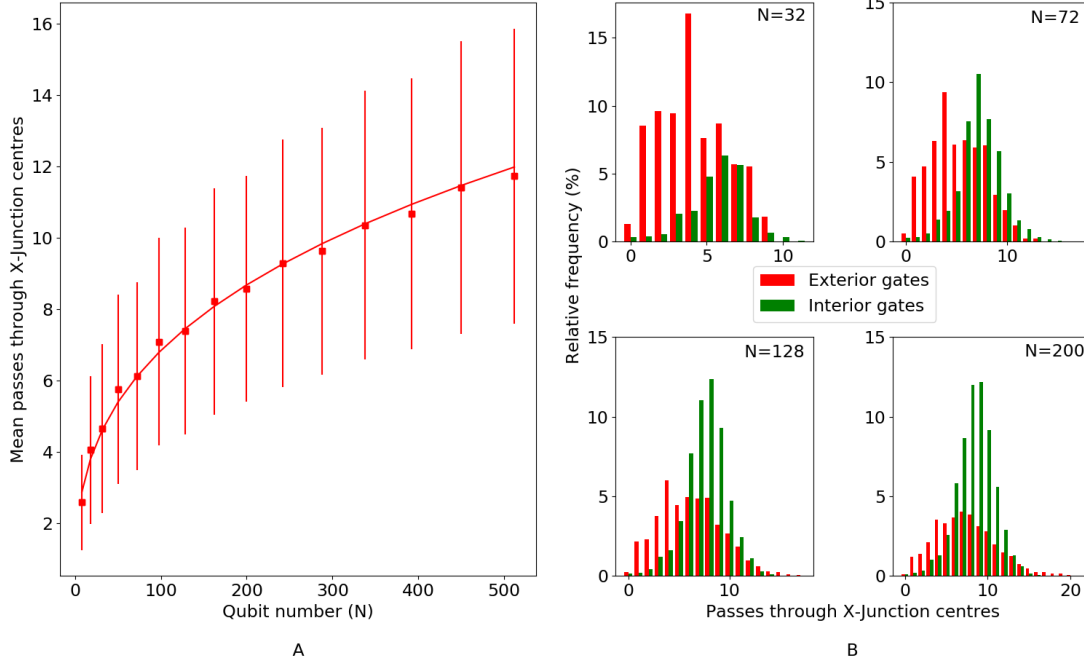 Mean passes through X-Junction centres
16
14
12
10
8
6
4
2
0 100 200 300 400 500
Qubit number (N)
A
Relative frequency (%)
N=32
15
10
5
0
5 10
N=72
15
10
5
0
0 10
Exterior gates
Interior gates
N=128
15
10
5
0
0 10
N=200
15
10
5
0
0 10 20
Passes through X-Junction centres
B